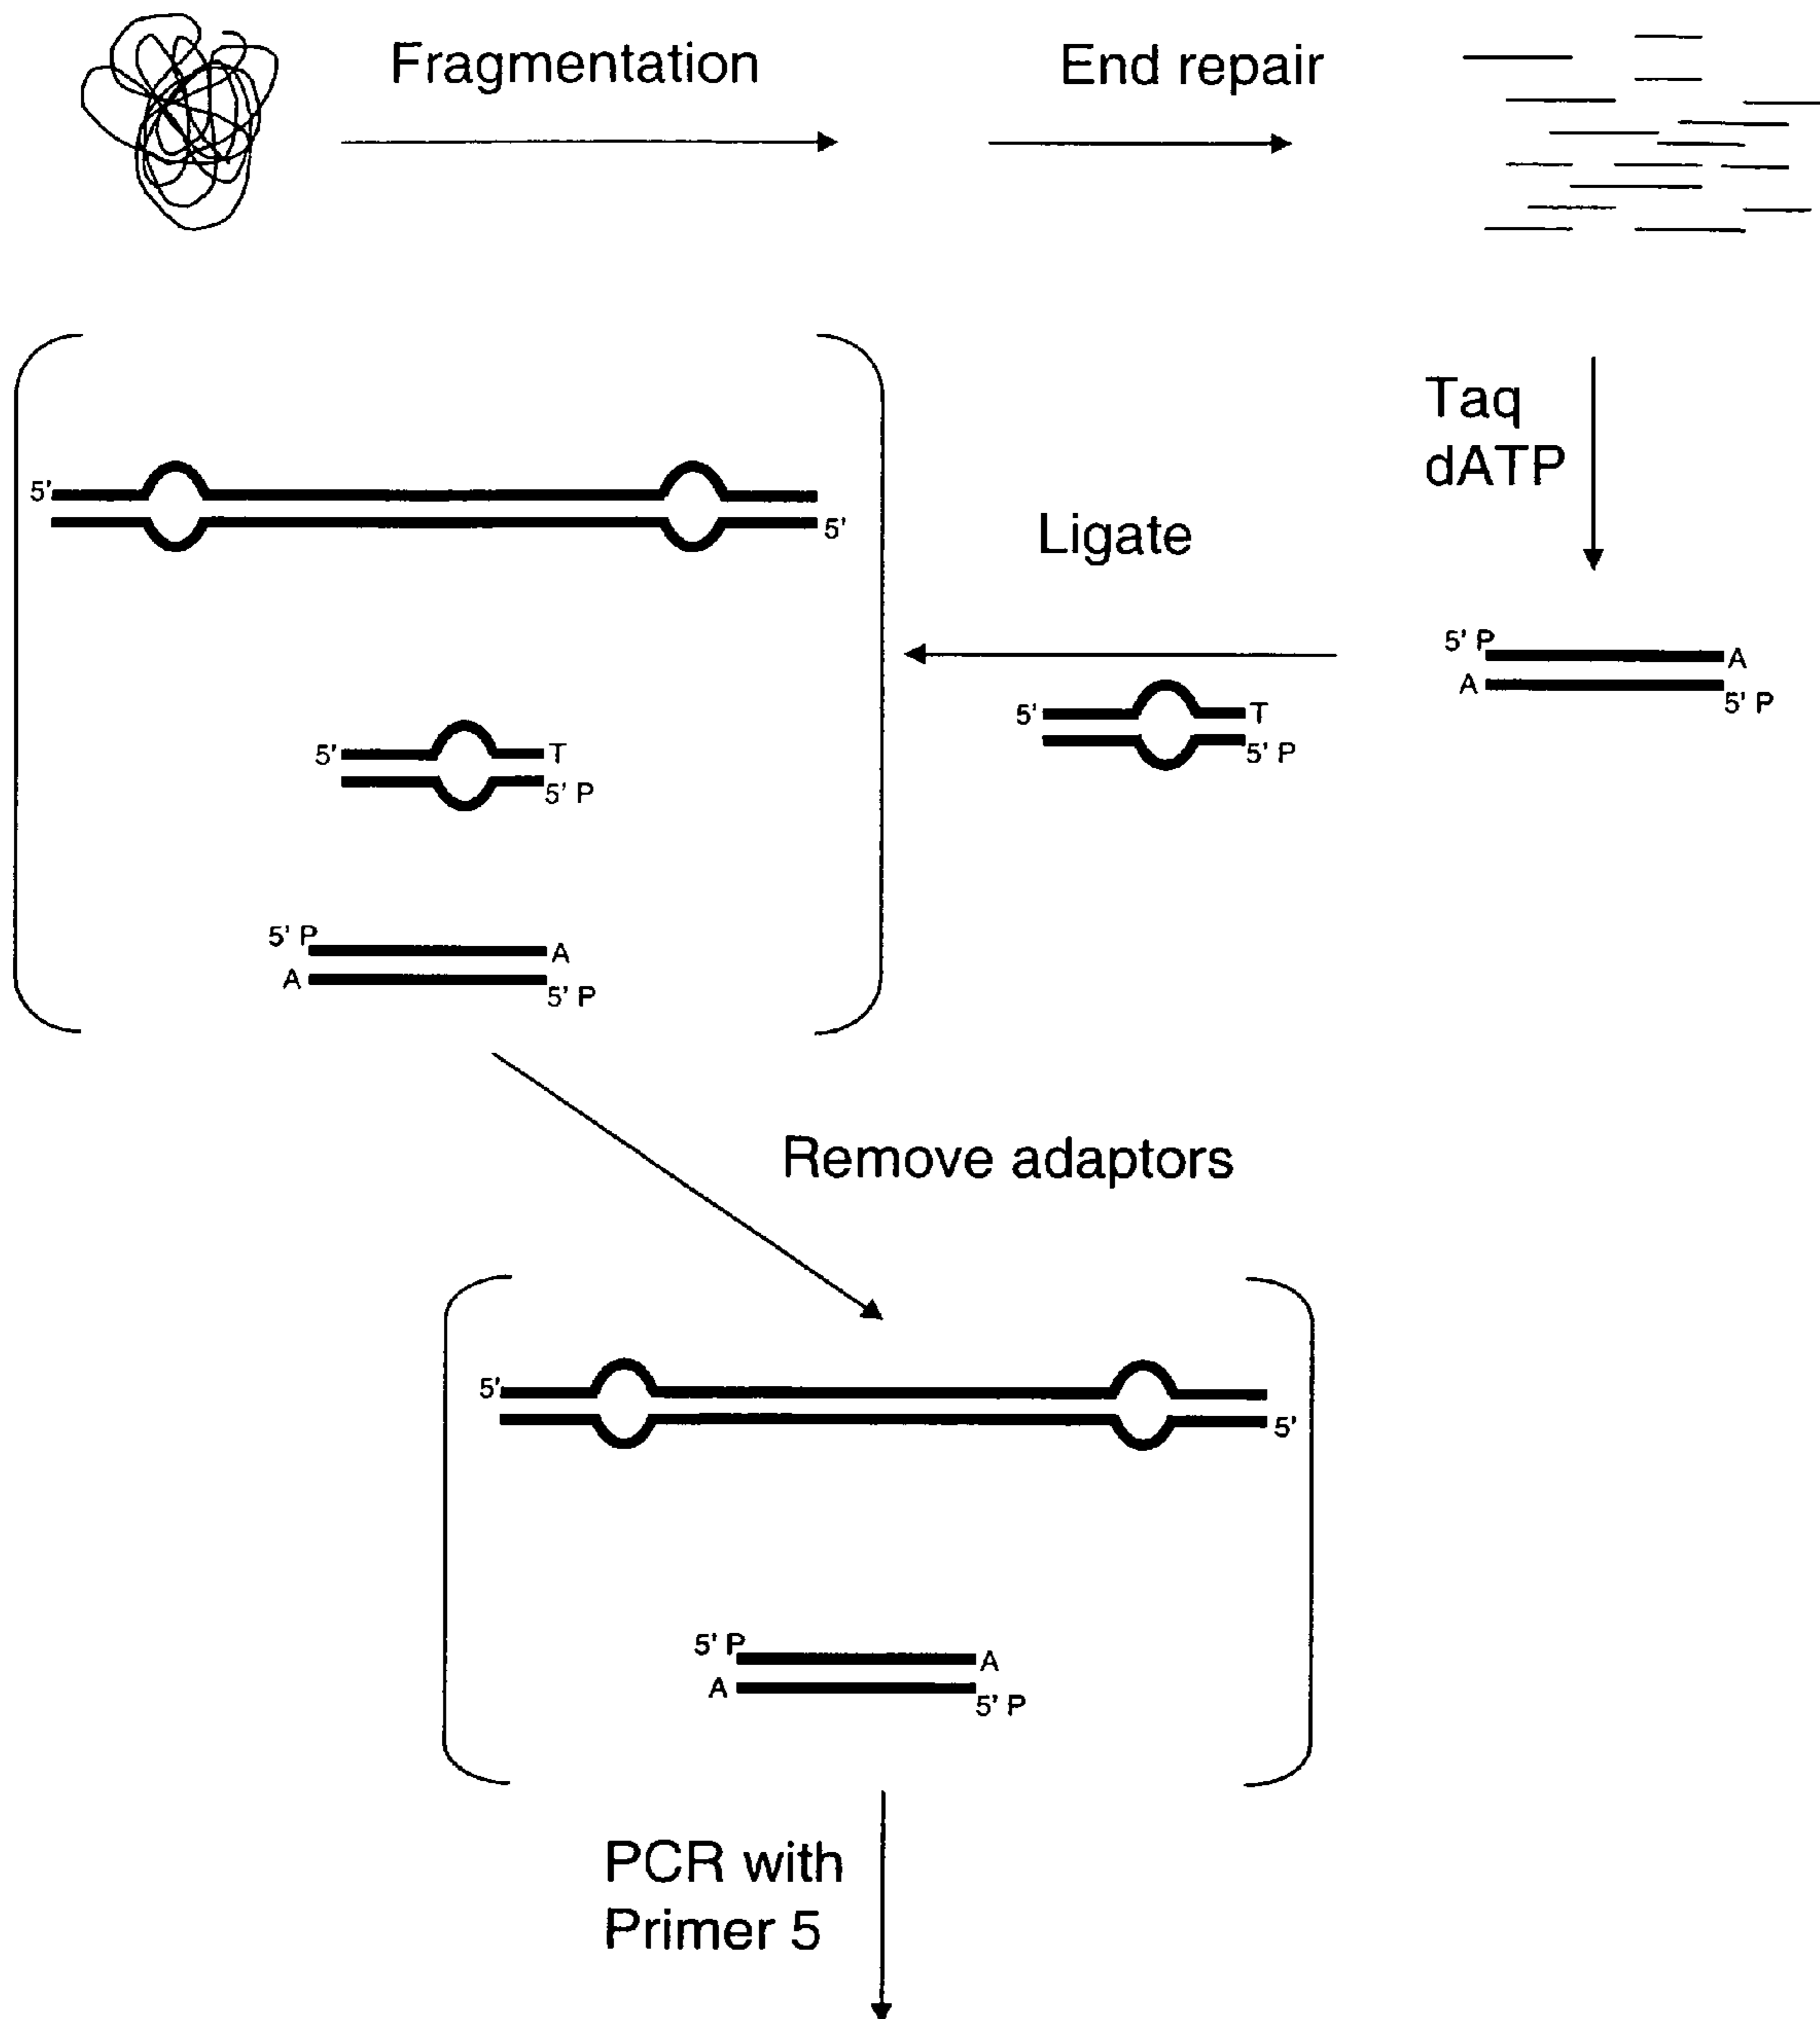 Fragmentation
End repair
Taq
dATP
5'
5'
Ligate
5' P
A
A
5' P
5'
T
5' P
5'
T
5' P
5' P
A
A
5' P
Remove adaptors
5'
5'
5' P
A
A
5' P
PCR with
Primer 5